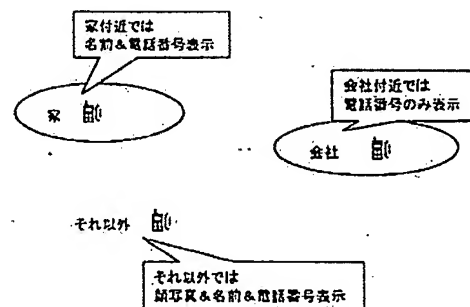 家付近では
名前&電話番号表示
家
会社付近では
電話番号のみ表示
会社
それ以外
それ以外では
顔写真&名前&電話番号表示